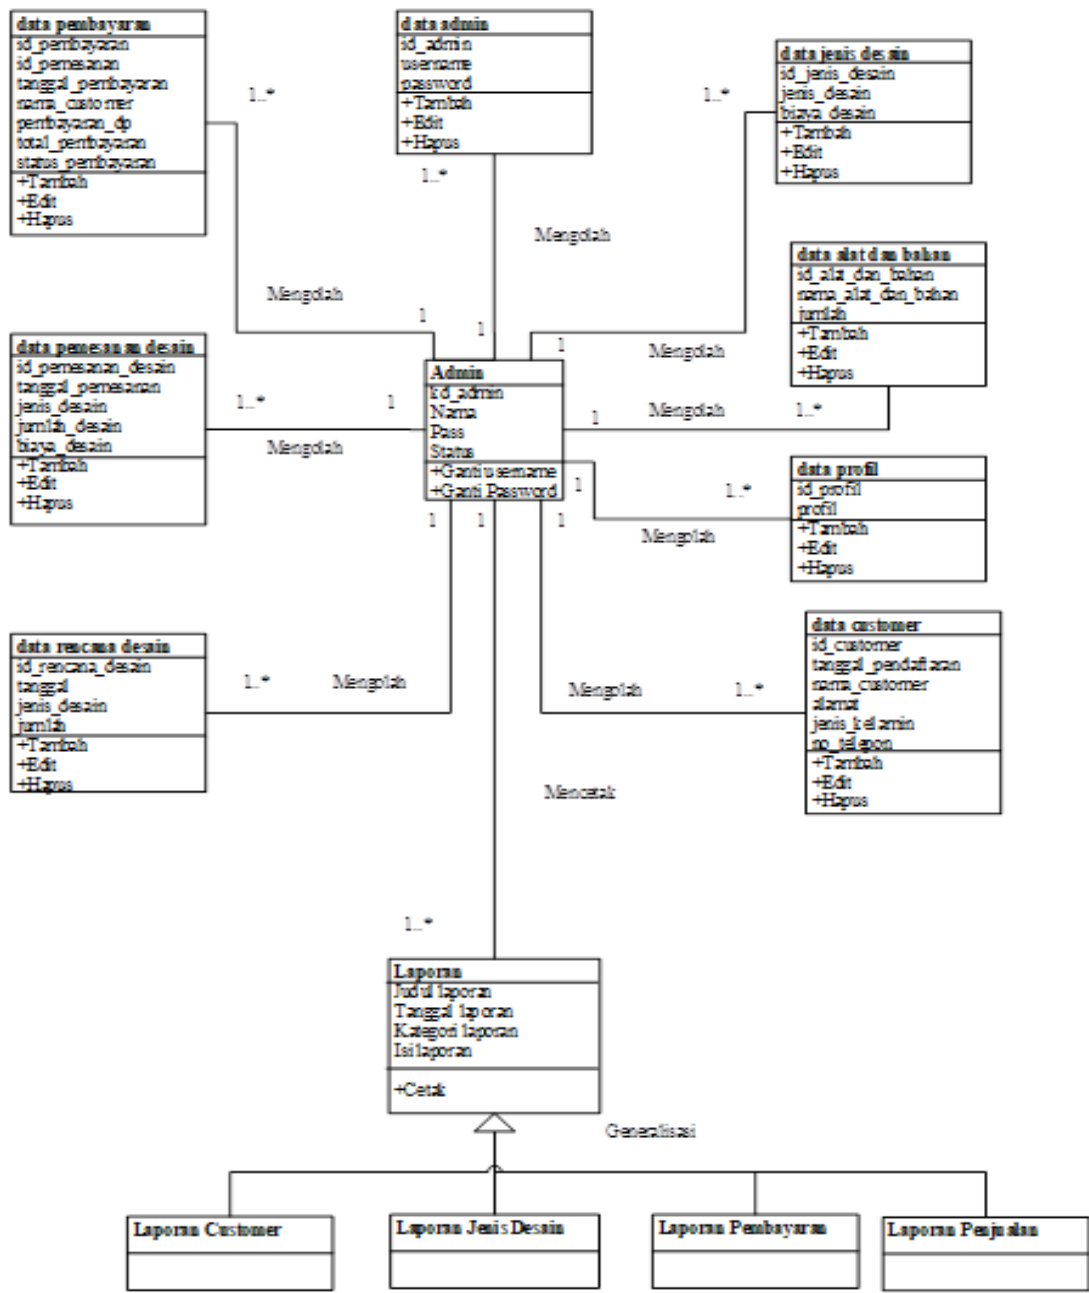 data pembayaran
id_pembayaran
id_pemesanan
tanggal_pembayaran
nama_customer
pembayaran_dp
total_pembayaran
status_pembayaran
+Tambah
+Edit
+Hapus
1..*
Mengolah
1
data admin
id_admin
username
password
+Tambah
+Edit
+Hapus
1..*
Mengolah
1
data jenis desain
id_jenis_desain
jenis_desain
biaya_desain
+Tambah
+Edit
+Hapus
1..*
Mengolah
1
data alat dan bahan
id_alat_dan_bahan
nama_alat_dan_bahan
jumlah
+Tambah
+Edit
+Hapus
1..*
Mengolah
1
data pemesanan desain
id_pemesanan_desain
tanggal_pemesanan
jenis_desain
jumlah_desain
biaya_desain
+Tambah
+Edit
+Hapus
1..*
Mengolah
1
Admin
kd_admin
Nama
Pass
Status
+Ganti username
+Ganti Password
data profil
id_profil
profil
+Tambah
+Edit
+Hapus
1..*
Mengolah
1
data rencana desain
id_rencana_desain
tanggal
jenis_desain
jumlah
+Tambah
+Edit
+Hapus
1..*
Mengolah
1
data customer
id_customer
tanggal_pendaftaran
nama_customer
alamat
jenis_kelamin
no_telepon
+Tambah
+Edit
+Hapus
1..*
Mengolah
1
1
Mencetak
1..*
Laporan
Judul laporan
Tanggal laporan
Kategori laporan
Isi laporan
+Cetak
Generalisasi
Laporan Customer
Laporan Jenis Desain
Laporan Pembayaran
Laporan Penjualan